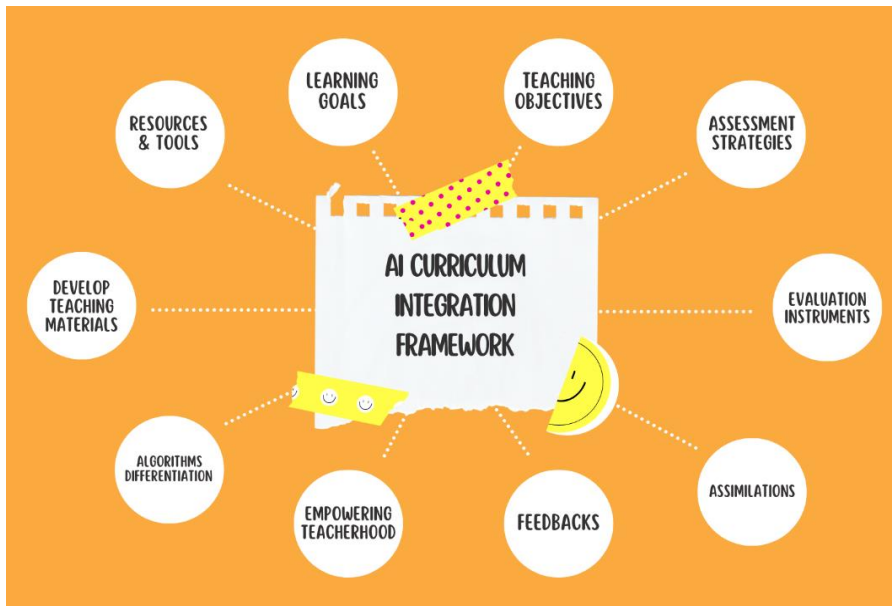 LEARNING
GOALS
TEACHING
OBJECTIVES
RESOURCES
& TOOLS
ASSESSMENT
STRATEGIES
AI CURRICULUM
INTEGRATION
FRAMEWORK
DEVELOP
TEACHING
MATERIALS
EVALUATION
INSTRUMENTS
ALGORITHMS
DIFFERENTIATION
EMPOWERING
TEACHERHOOD
FEEDBACKS
ASSIMILATIONS